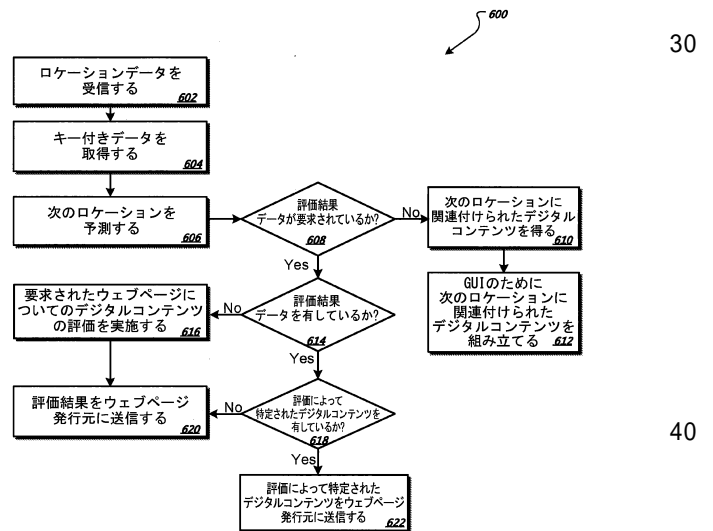 600
30
ロケーションデータを
受信する
602
キー付きデータを
取得する
604
次のロケーションを
予測する
606
評価結果
データが要求されているか?
608
No
次のロケーションに
関連付けられたデジタル
コンテンツを得る
610
Yes
GUIのために
次のロケーションに
関連付けられた
デジタルコンテンツを
組み立てる
612
要求されたウェブページに
ついてのデジタルコンテンツ
の評価を実施する
616
No
評価結果
データを有しているか?
614
Yes
評価結果をウェブページ
発行元に送信する
620
No
評価によって
特定されたデジタルコンテンツを
有しているか?
618
40
Yes
評価によって特定された
デジタルコンテンツをウェブページ
発行元に送信する
622